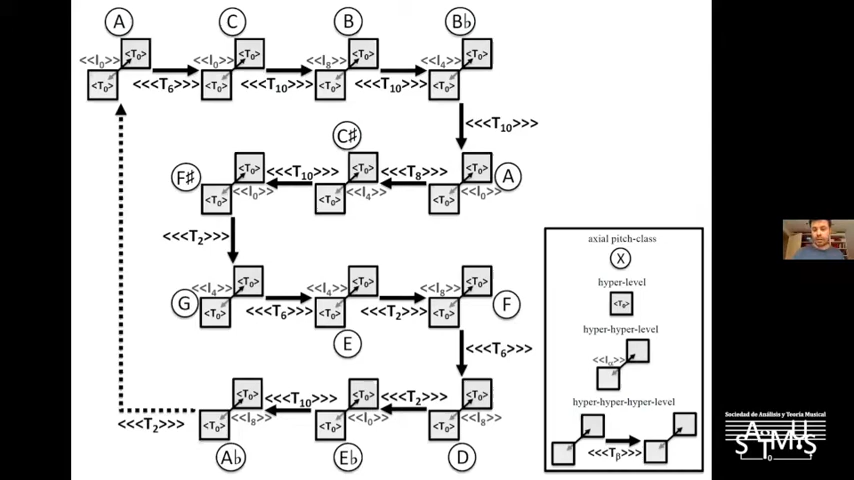 A C B B♭
<<I₀>> <T₀> <<I₀>> <T₀> <<I₈>> <T₀> <<I₄>> <T₀>
<T₀> <<<T₆>>> <T₀> <<<T₁₀>>> <T₀> <<<T₁₀>>> <T₀>
<<<T₁₀>>>
C♯
F♯ <T₀> <<<T₁₀>>> <T₀> <<<T₈>>> <T₀> A
<T₀> <<I₀>> <T₀> <<I₄>> <T₀> <<I₀>>
<<<T₂>>>
<<I₄>> <T₀> <<I₄>> <T₀> <<I₈>> <T₀>
G <T₀> <<<T₆>>> <T₀> <<<T₂>>> <T₀> F
E
<<<T₆>>>
<T₀> <<<T₁₀>>> <T₀> <<<T₂>>> <T₀>
<<<T₂>>> <T₀> <<I₈>> <T₀> <<I₀>> <T₀> <<I₈>>
A♭ E♭ D
axial pitch-class
X
hyper-level
hyper-hyper-level
hyper-hyper-hyper-level
<<<Tβ>>>
Sociedad de Análisis y Teoría Musical